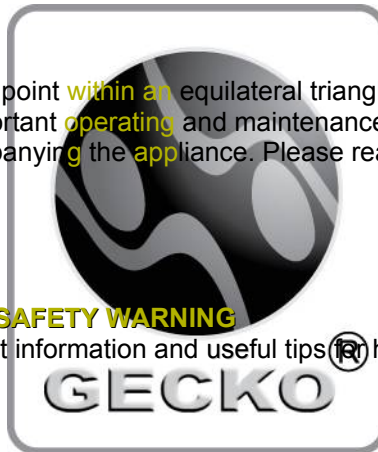 point within an equilateral triang
ortant operating and maintenance
panying the appliance. Please rea
SAFETY WARNING
t information and useful tips for h
®
GECKO